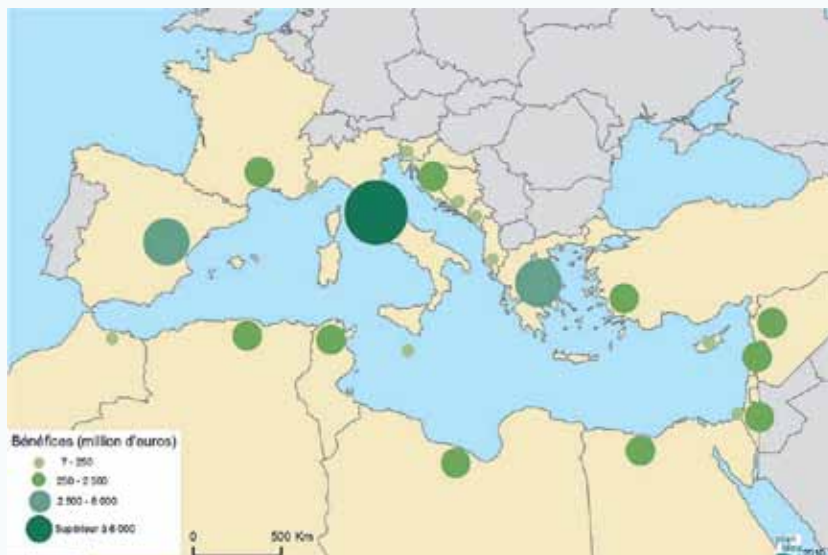 Bénéfices (million d'euros)
7 - 250
250 - 2 500
2 500 - 6 000
Supérieur à 6 000
0 500 Km